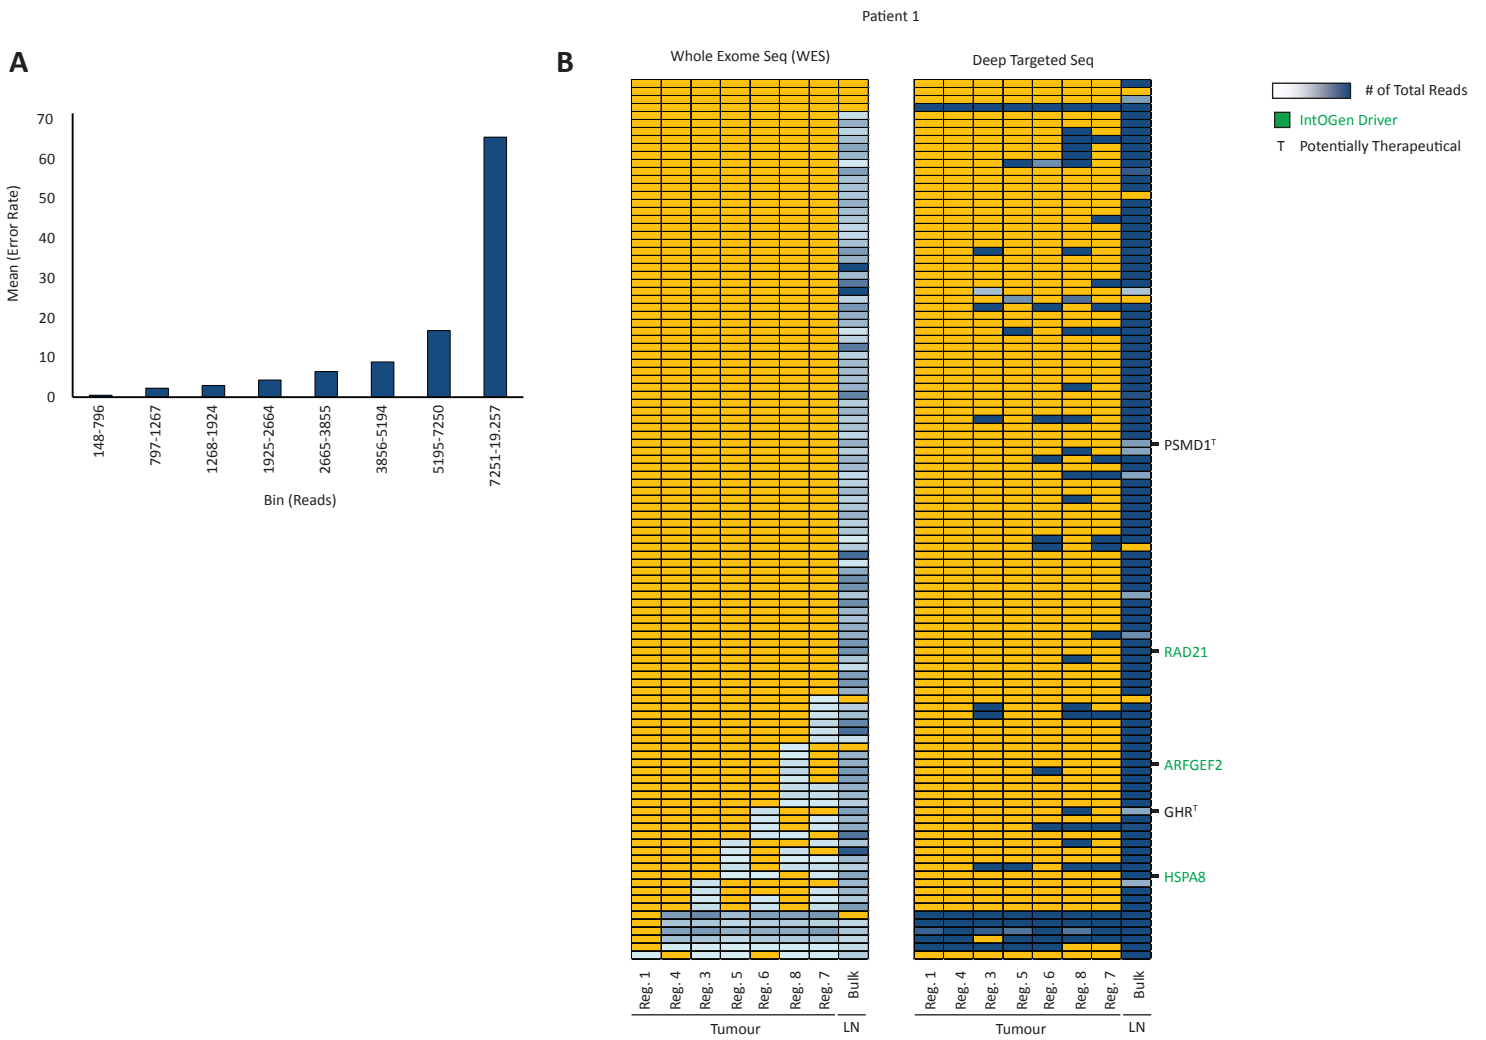 Patient 1
A
Mean (Error Rate)
70
60
50
40
30
20
10
0
148-796
797-1267
1268-1924
1925-2664
2665-3855
3856-5194
5195-7250
7251-19.257
Bin (Reads)
B
Whole Exome Seq (WES)
Deep Targeted Seq
# of Total Reads
IntOGen Driver
T Potentially Therapeutical
PSMD1ᵀ
RAD21
ARFGEF2
GHRᵀ
HSPA8
Reg. 1
Reg. 4
Reg. 3
Reg. 5
Reg. 6
Reg. 8
Reg. 7
Bulk
Tumour
LN
Reg. 1
Reg. 4
Reg. 3
Reg. 5
Reg. 6
Reg. 8
Reg. 7
Bulk
Tumour
LN